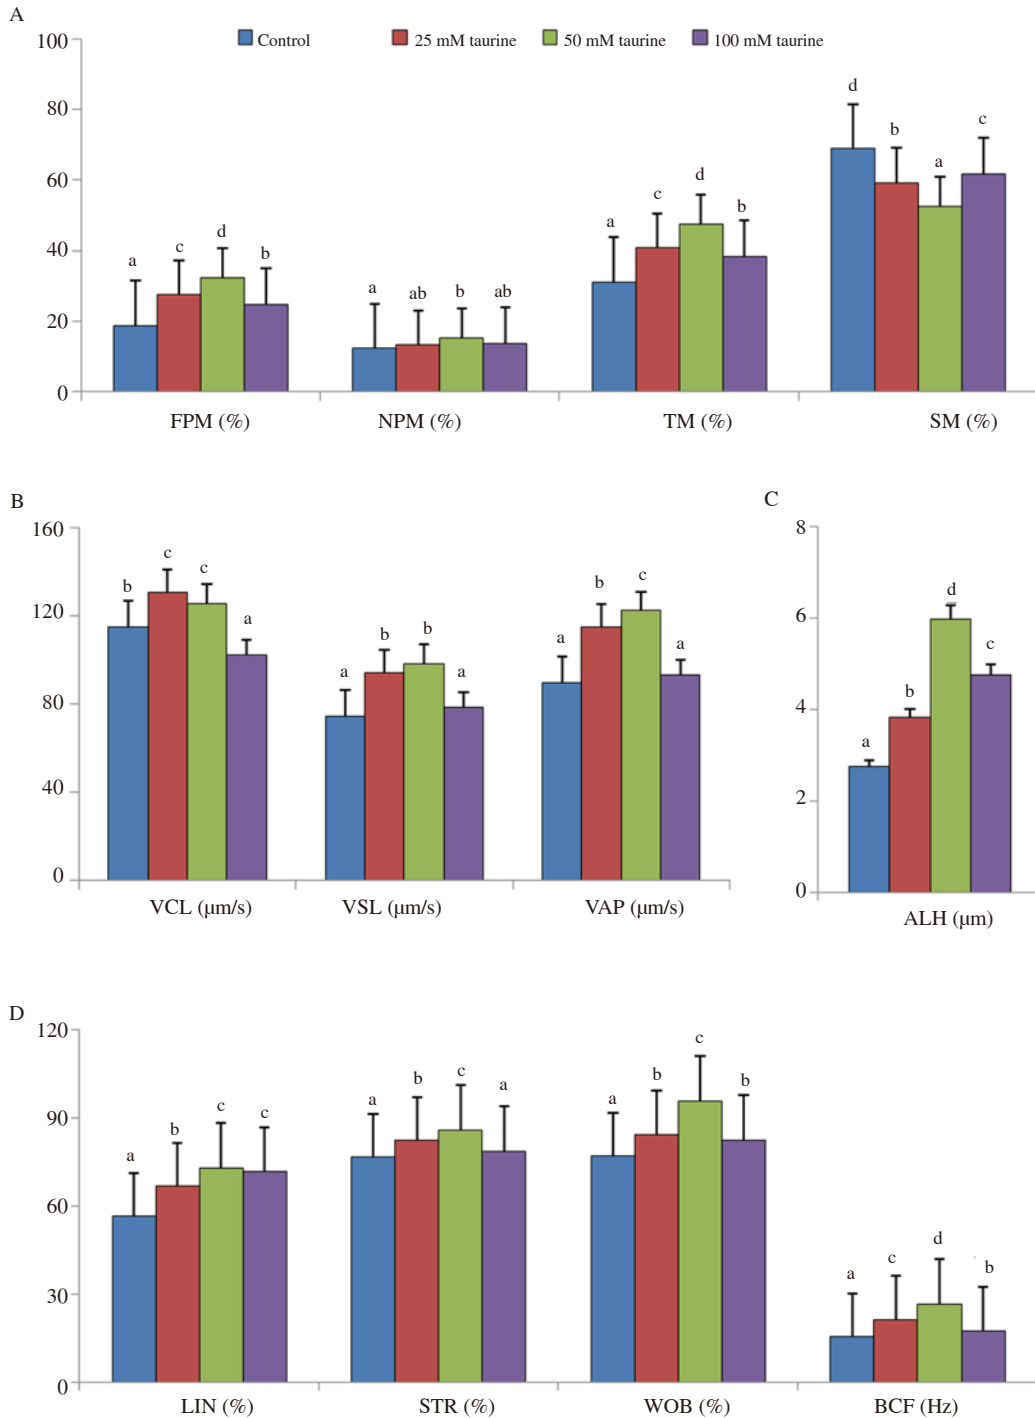 A
Control 25 mM taurine 50 mM taurine 100 mM taurine
100
80
60
40
20
0
a c d b
a ab b ab
a c d b
d b a c
FPM (%) NPM (%) TM (%) SM (%)
B
160
120
80
40
0
b c c a
a b b a
a b c a
VCL (μm/s) VSL (μm/s) VAP (μm/s)
C
8
6
4
2
0
a b d c
ALH (μm)
D
120
90
60
30
0
a b c c
a b c a
a b c b
a c d b
LIN (%) STR (%) WOB (%) BCF (Hz)